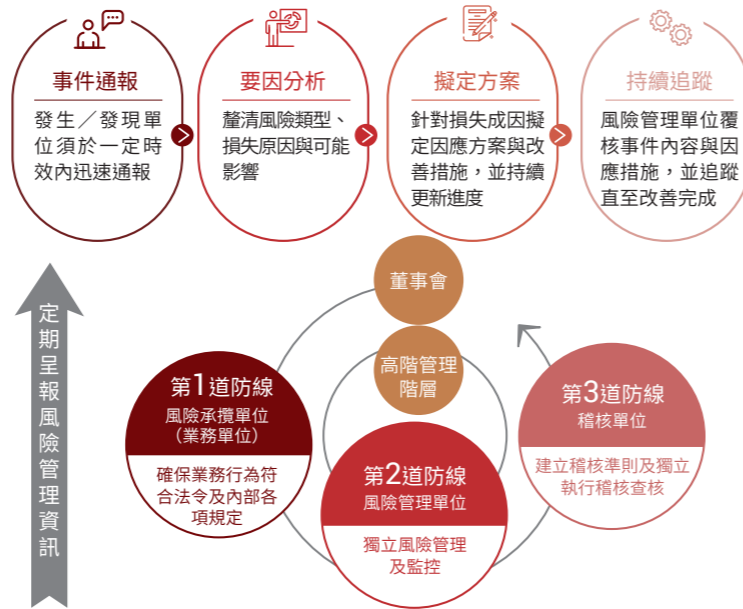 事件通報
發生／發現單
位須於一定時
效內迅速通報
要因分析
釐清風險類型、
損失原因與可能
影響
擬定方案
針對損失成因擬
定因應方案與改
善措施，並持續
更新進度
持續追蹤
風險管理單位覆
核事件內容與因
應措施，並追蹤
直至改善完成
定期呈報風險管理資訊
董事會
高階管理
階層
第1道防線
風險承攬單位
（業務單位）
確保業務行為符
合法令及內部各
項規定
第2道防線
風險管理單位
獨立風險管理
及監控
第3道防線
稽核單位
建立稽核準則及獨立
執行稽核查核